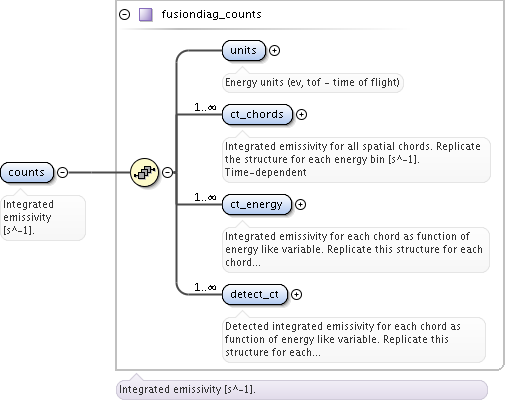 fusiondiag_counts
units
Energy units (ev, tof - time of flight)
1..∞
ct_chords
Integrated emissivity for all spatial chords. Replicate
the structure for each energy bin [s^-1].
Time-dependent
counts
Integrated
emissivity
[s^-1].
1..∞
ct_energy
Integrated emissivity for each chord as function of
energy like variable. Replicate this structure for each
chord...
1..∞
detect_ct
Detected integrated emissivity for each chord as
function of energy like variable. Replicate this
structure for each...
Integrated emissivity [s^-1].